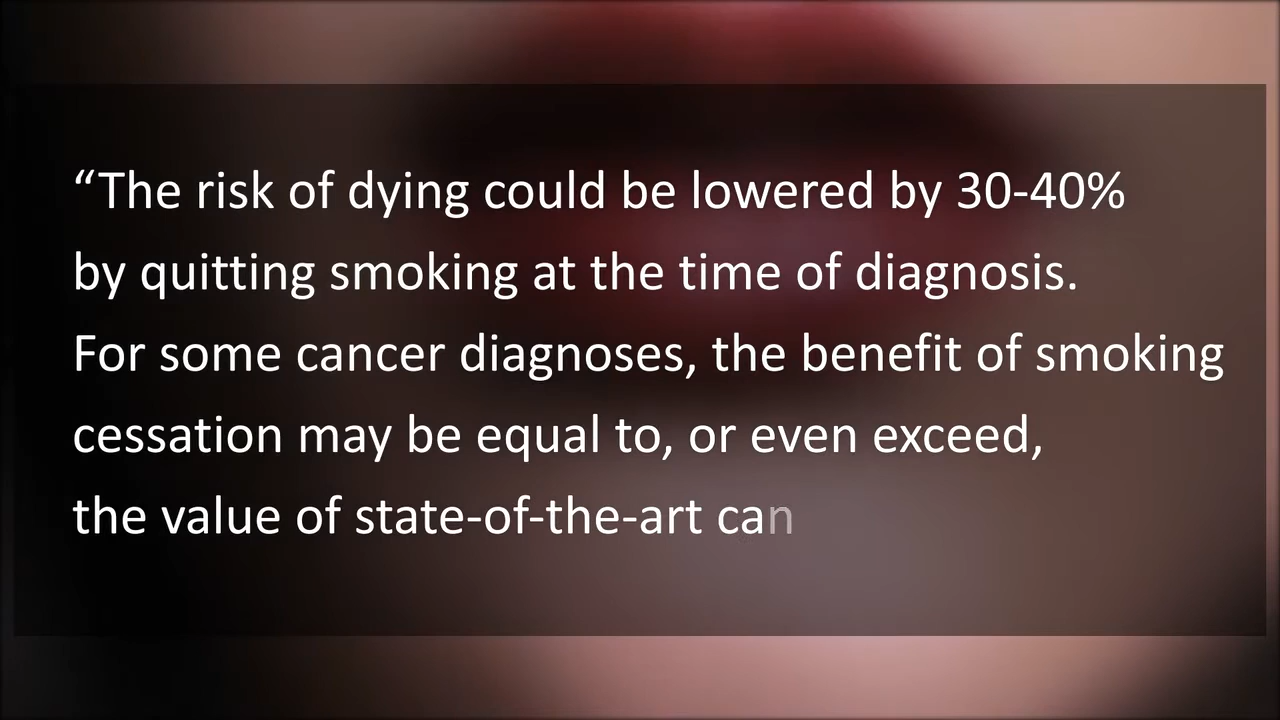 “The risk of dying could be lowered by 30-40%
by quitting smoking at the time of diagnosis.
For some cancer diagnoses, the benefit of smoking
cessation may be equal to, or even exceed,
the value of state-of-the-art can